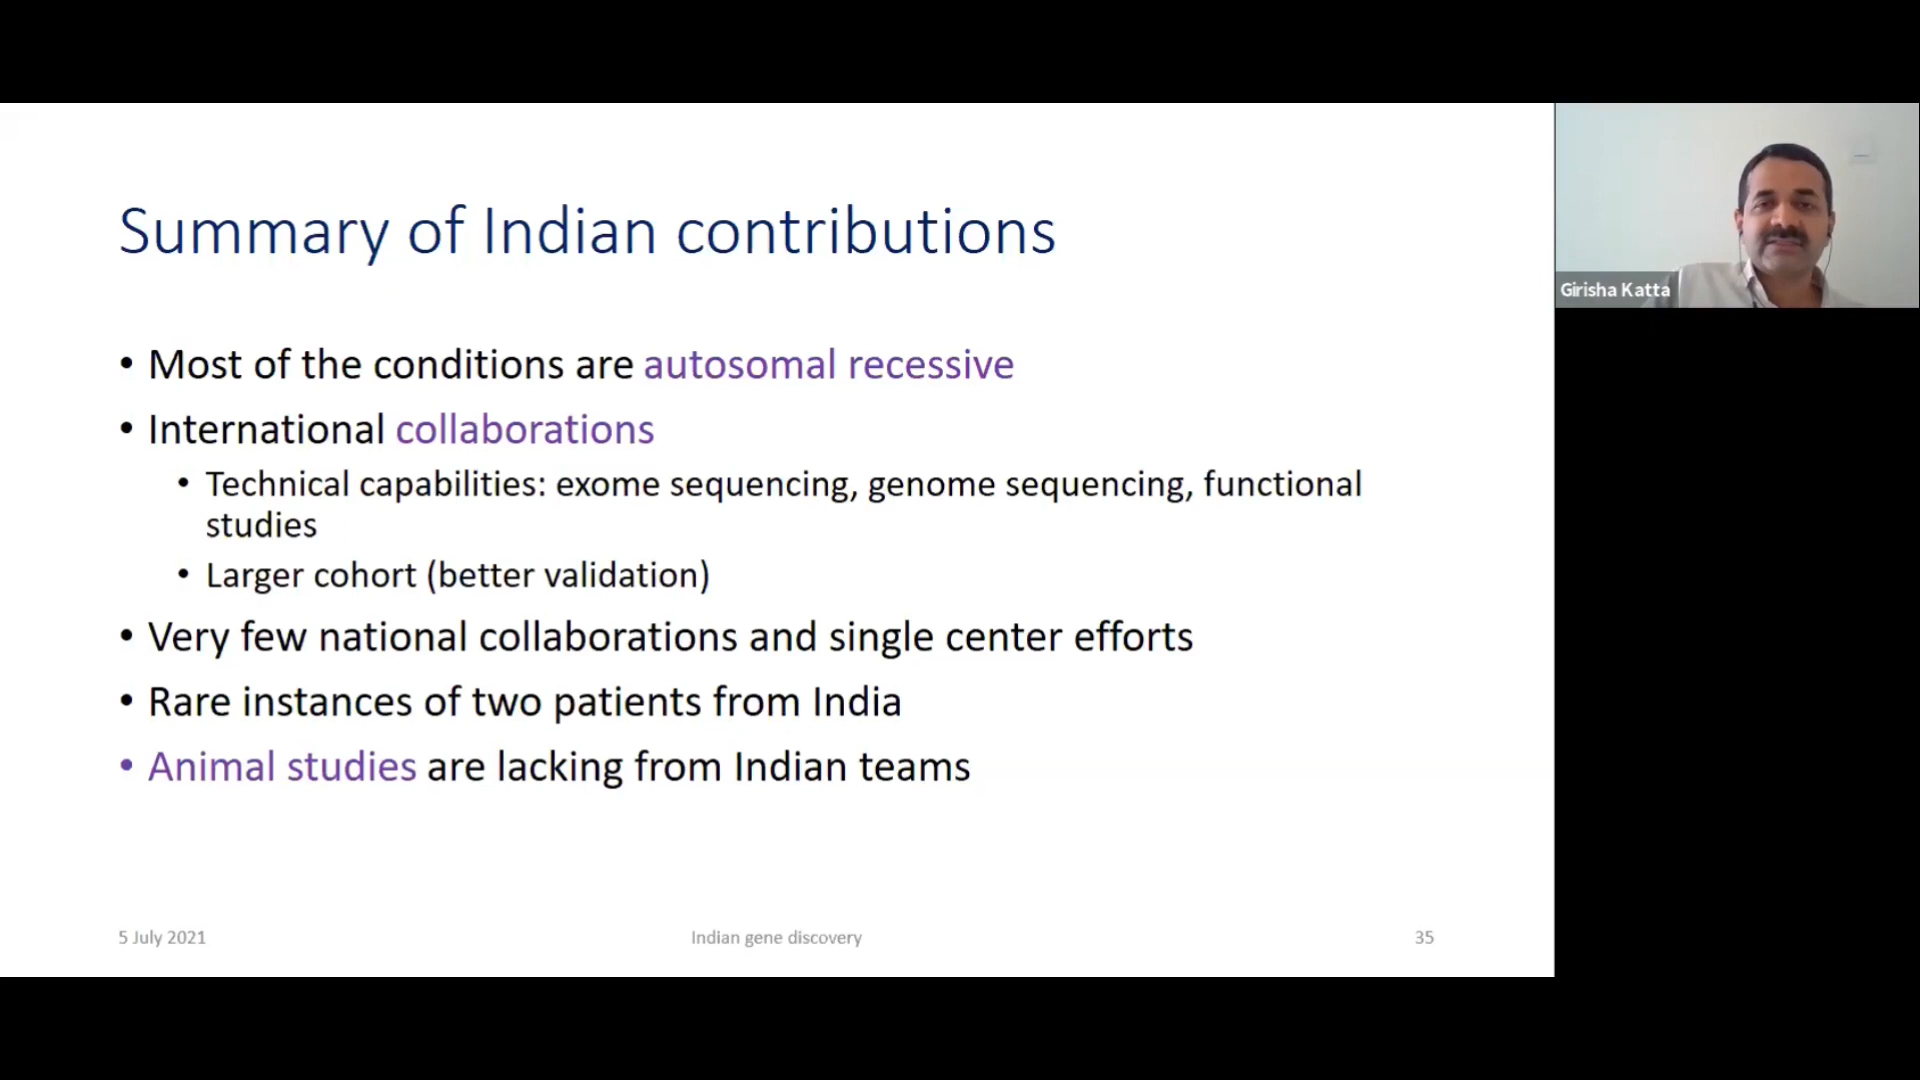 Summary of Indian contributions
• Most of the conditions are autosomal recessive
• International collaborations
• Technical capabilities: exome sequencing, genome sequencing, functional
studies
• Larger cohort (better validation)
• Very few national collaborations and single center efforts
• Rare instances of two patients from India
• Animal studies are lacking from Indian teams
5 July 2021
Indian gene discovery
35
Girisha Katta